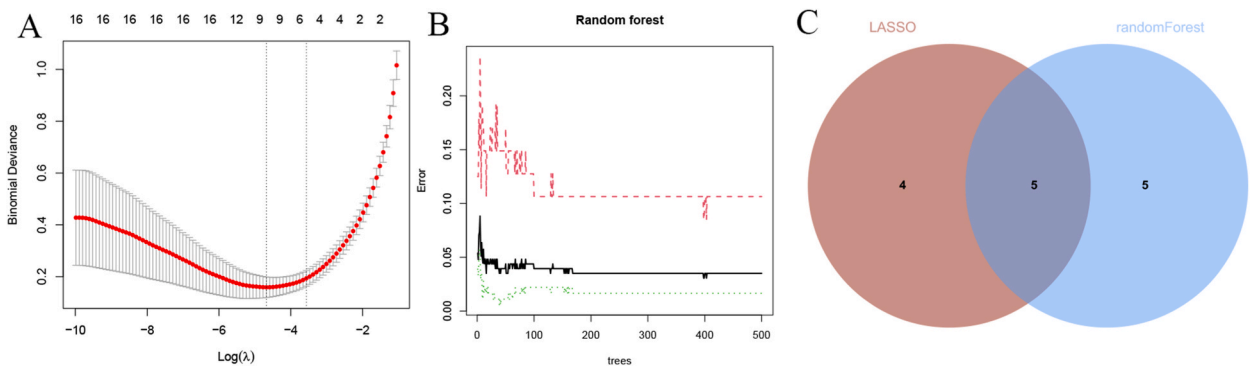 A
16 16 16 16 16 12 9 9 6 4 4 2 2
Binomial Deviance
1.0
0.8
0.6
0.4
0.2
−10 −8 −6 −4 −2
Log(λ)
B
Random forest
Error
0.20
0.15
0.10
0.05
0.00
0 100 200 300 400 500
trees
C
LASSO randomForest
4 5 5